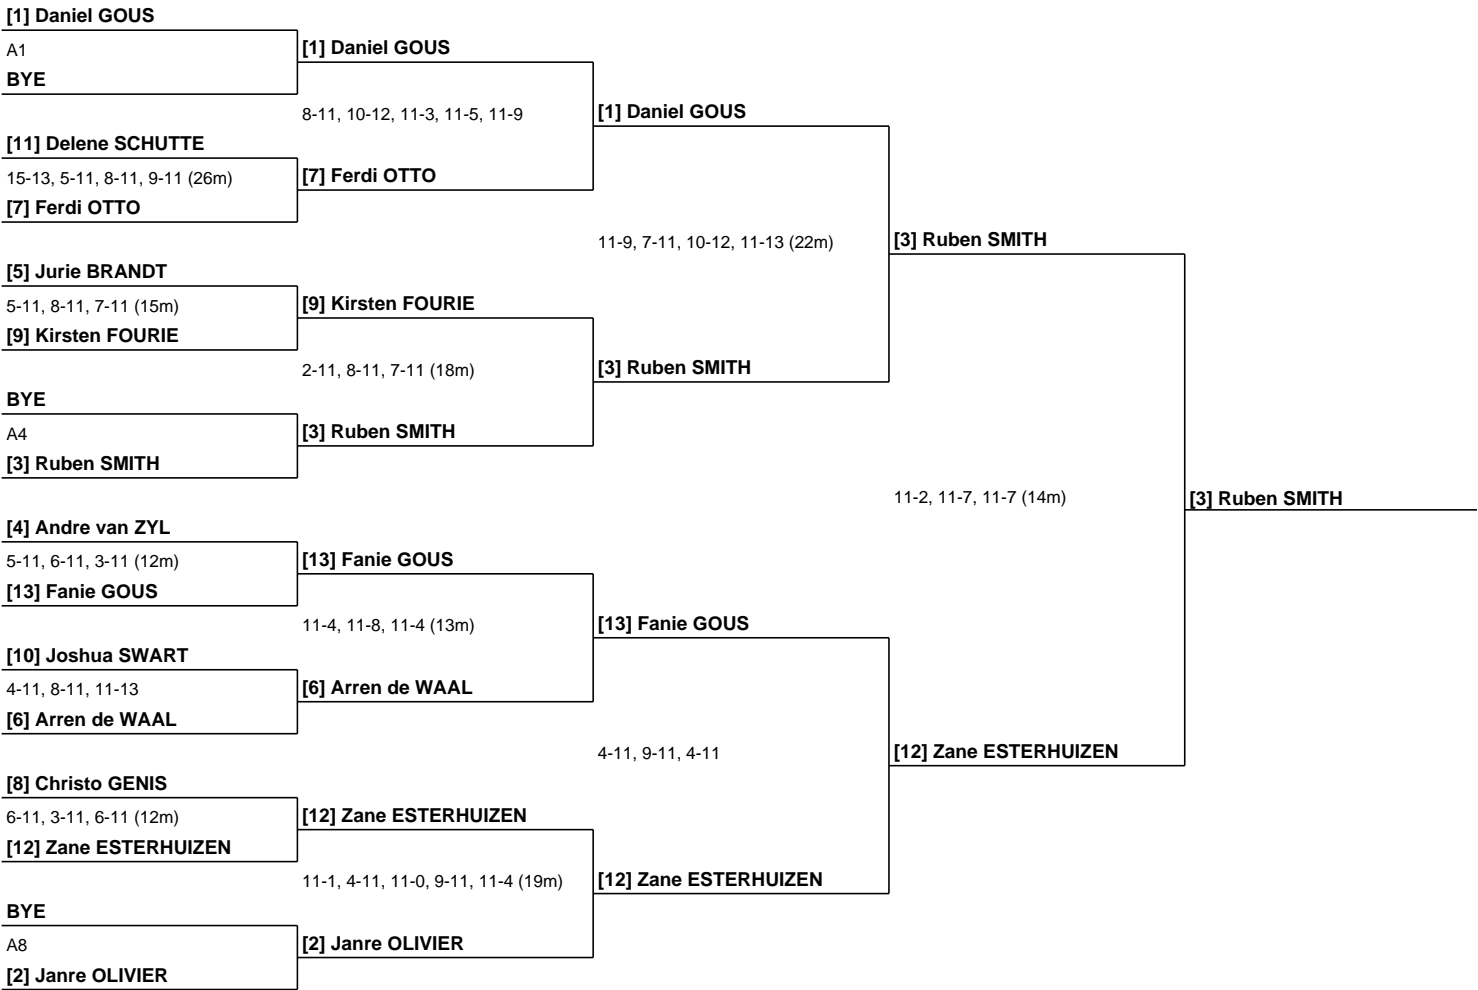 [1] Daniel GOUS
A1
BYE
[11] Delene SCHUTTE
15-13, 5-11, 8-11, 9-11 (26m)
[7] Ferdi OTTO
[5] Jurie BRANDT
5-11, 8-11, 7-11 (15m)
[9] Kirsten FOURIE
BYE
A4
[3] Ruben SMITH
[4] Andre van ZYL
5-11, 6-11, 3-11 (12m)
[13] Fanie GOUS
[10] Joshua SWART
4-11, 8-11, 11-13
[6] Arren de WAAL
[8] Christo GENIS
6-11, 3-11, 6-11 (12m)
[12] Zane ESTERHUIZEN
BYE
A8
[2] Janre OLIVIER
[1] Daniel GOUS
8-11, 10-12, 11-3, 11-5, 11-9
[7] Ferdi OTTO
[9] Kirsten FOURIE
2-11, 8-11, 7-11 (18m)
[3] Ruben SMITH
[13] Fanie GOUS
11-4, 11-8, 11-4 (13m)
[6] Arren de WAAL
[12] Zane ESTERHUIZEN
11-1, 4-11, 11-0, 9-11, 11-4 (19m)
[2] Janre OLIVIER
[1] Daniel GOUS
11-9, 7-11, 10-12, 11-13 (22m)
[3] Ruben SMITH
[13] Fanie GOUS
4-11, 9-11, 4-11
[12] Zane ESTERHUIZEN
[3] Ruben SMITH
11-2, 11-7, 11-7 (14m)
[12] Zane ESTERHUIZEN
[3] Ruben SMITH